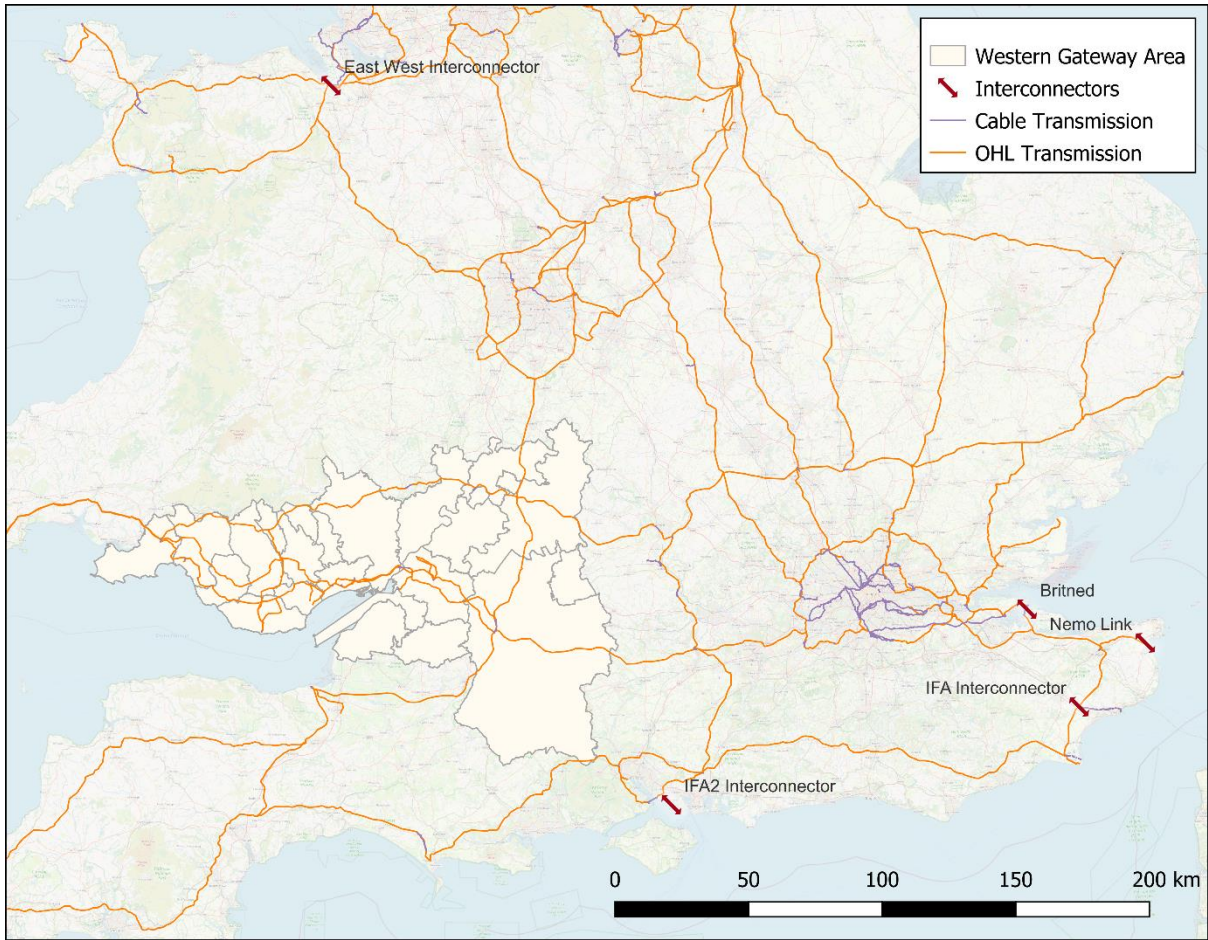 Western Gateway Area
Interconnectors
Cable Transmission
OHL Transmission
East West Interconnector
Britned
Nemo Link
IFA Interconnector
IFA2 Interconnector
0 50 100 150 200 km